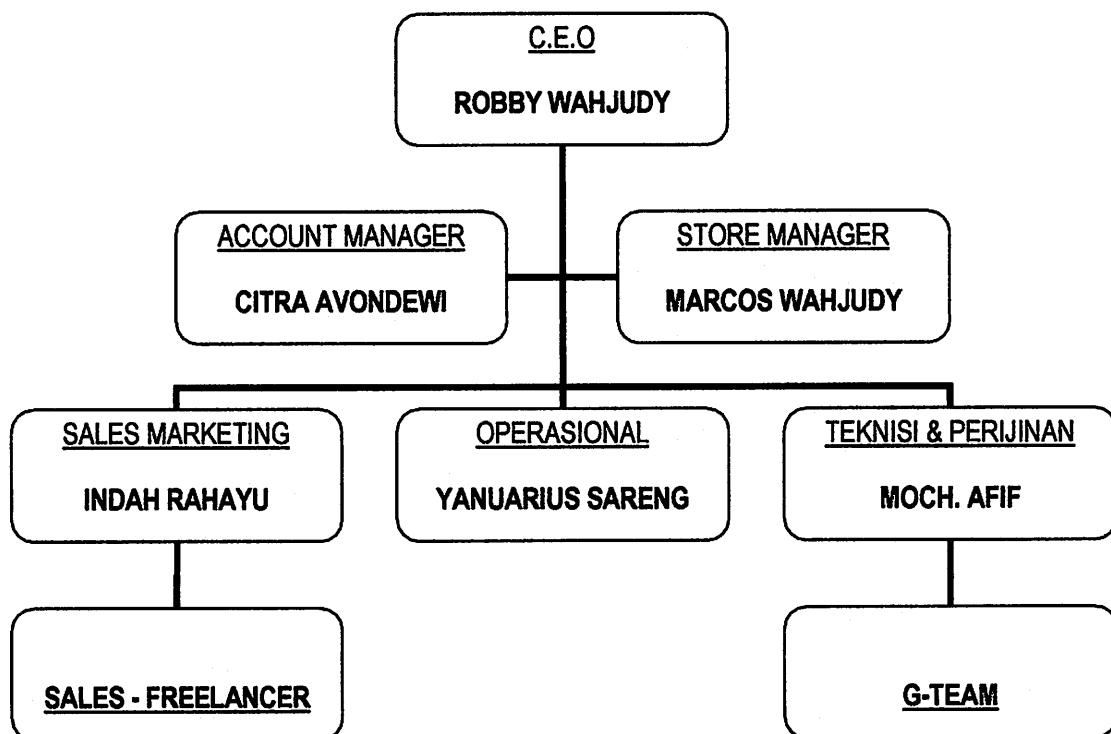 C.E.O
ROBBY WAHJUDY
ACCOUNT MANAGER
CITRA AVONDEWI
STORE MANAGER
MARCOS WAHJUDY
SALES MARKETING
INDAH RAHAYU
OPERASIONAL
YANUARIUS SARENG
TEKNISI & PERIJINAN
MOCH. AFIF
SALES - FREELANCER
G-TEAM